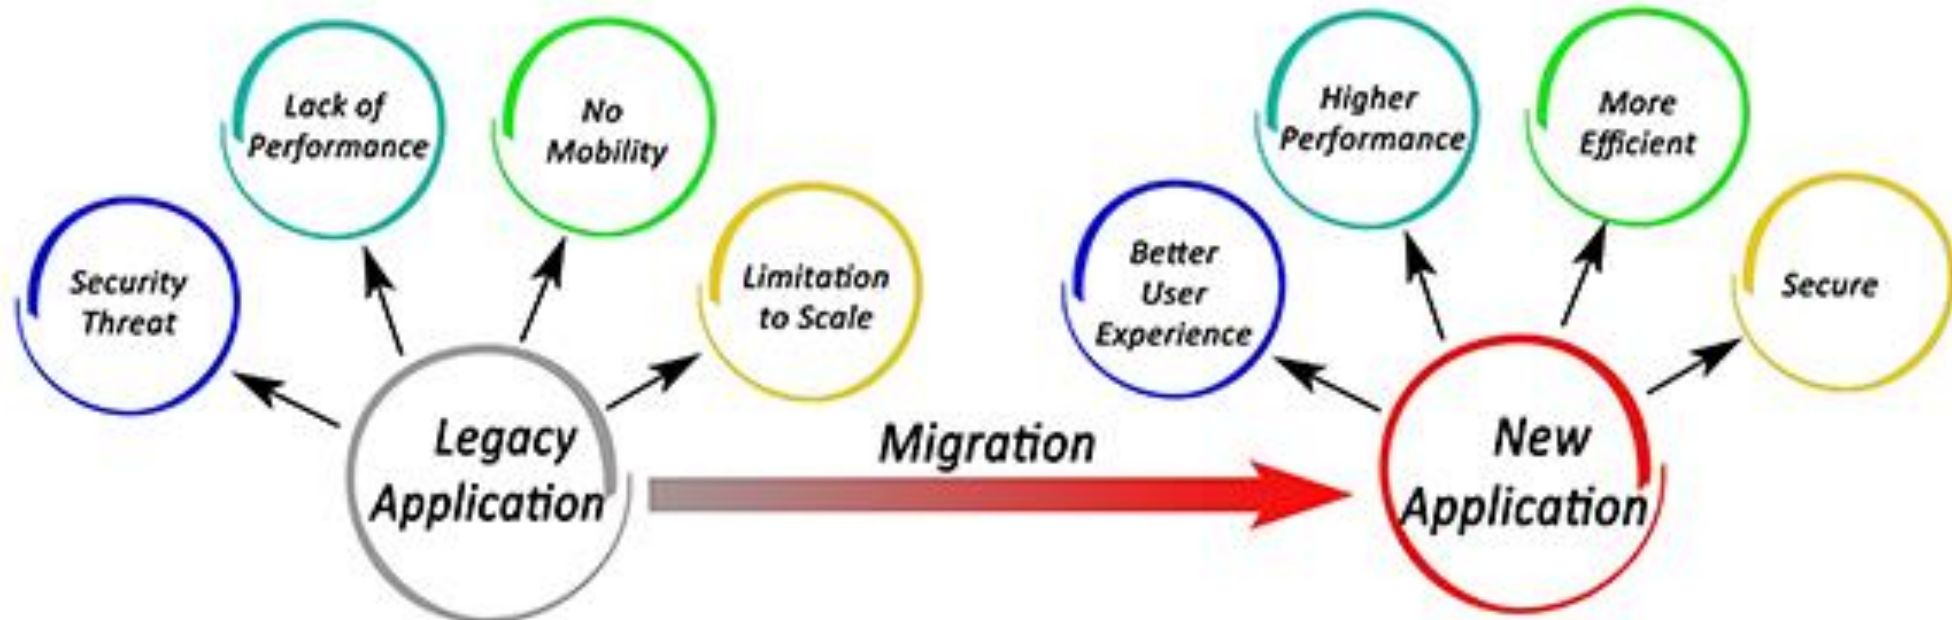 Lack of
Performance
No
Mobility
Security
Threat
Limitation
to Scale
Legacy
Application
Migration
Higher
Performance
More
Efficient
Better
User
Experience
Secure
New
Application